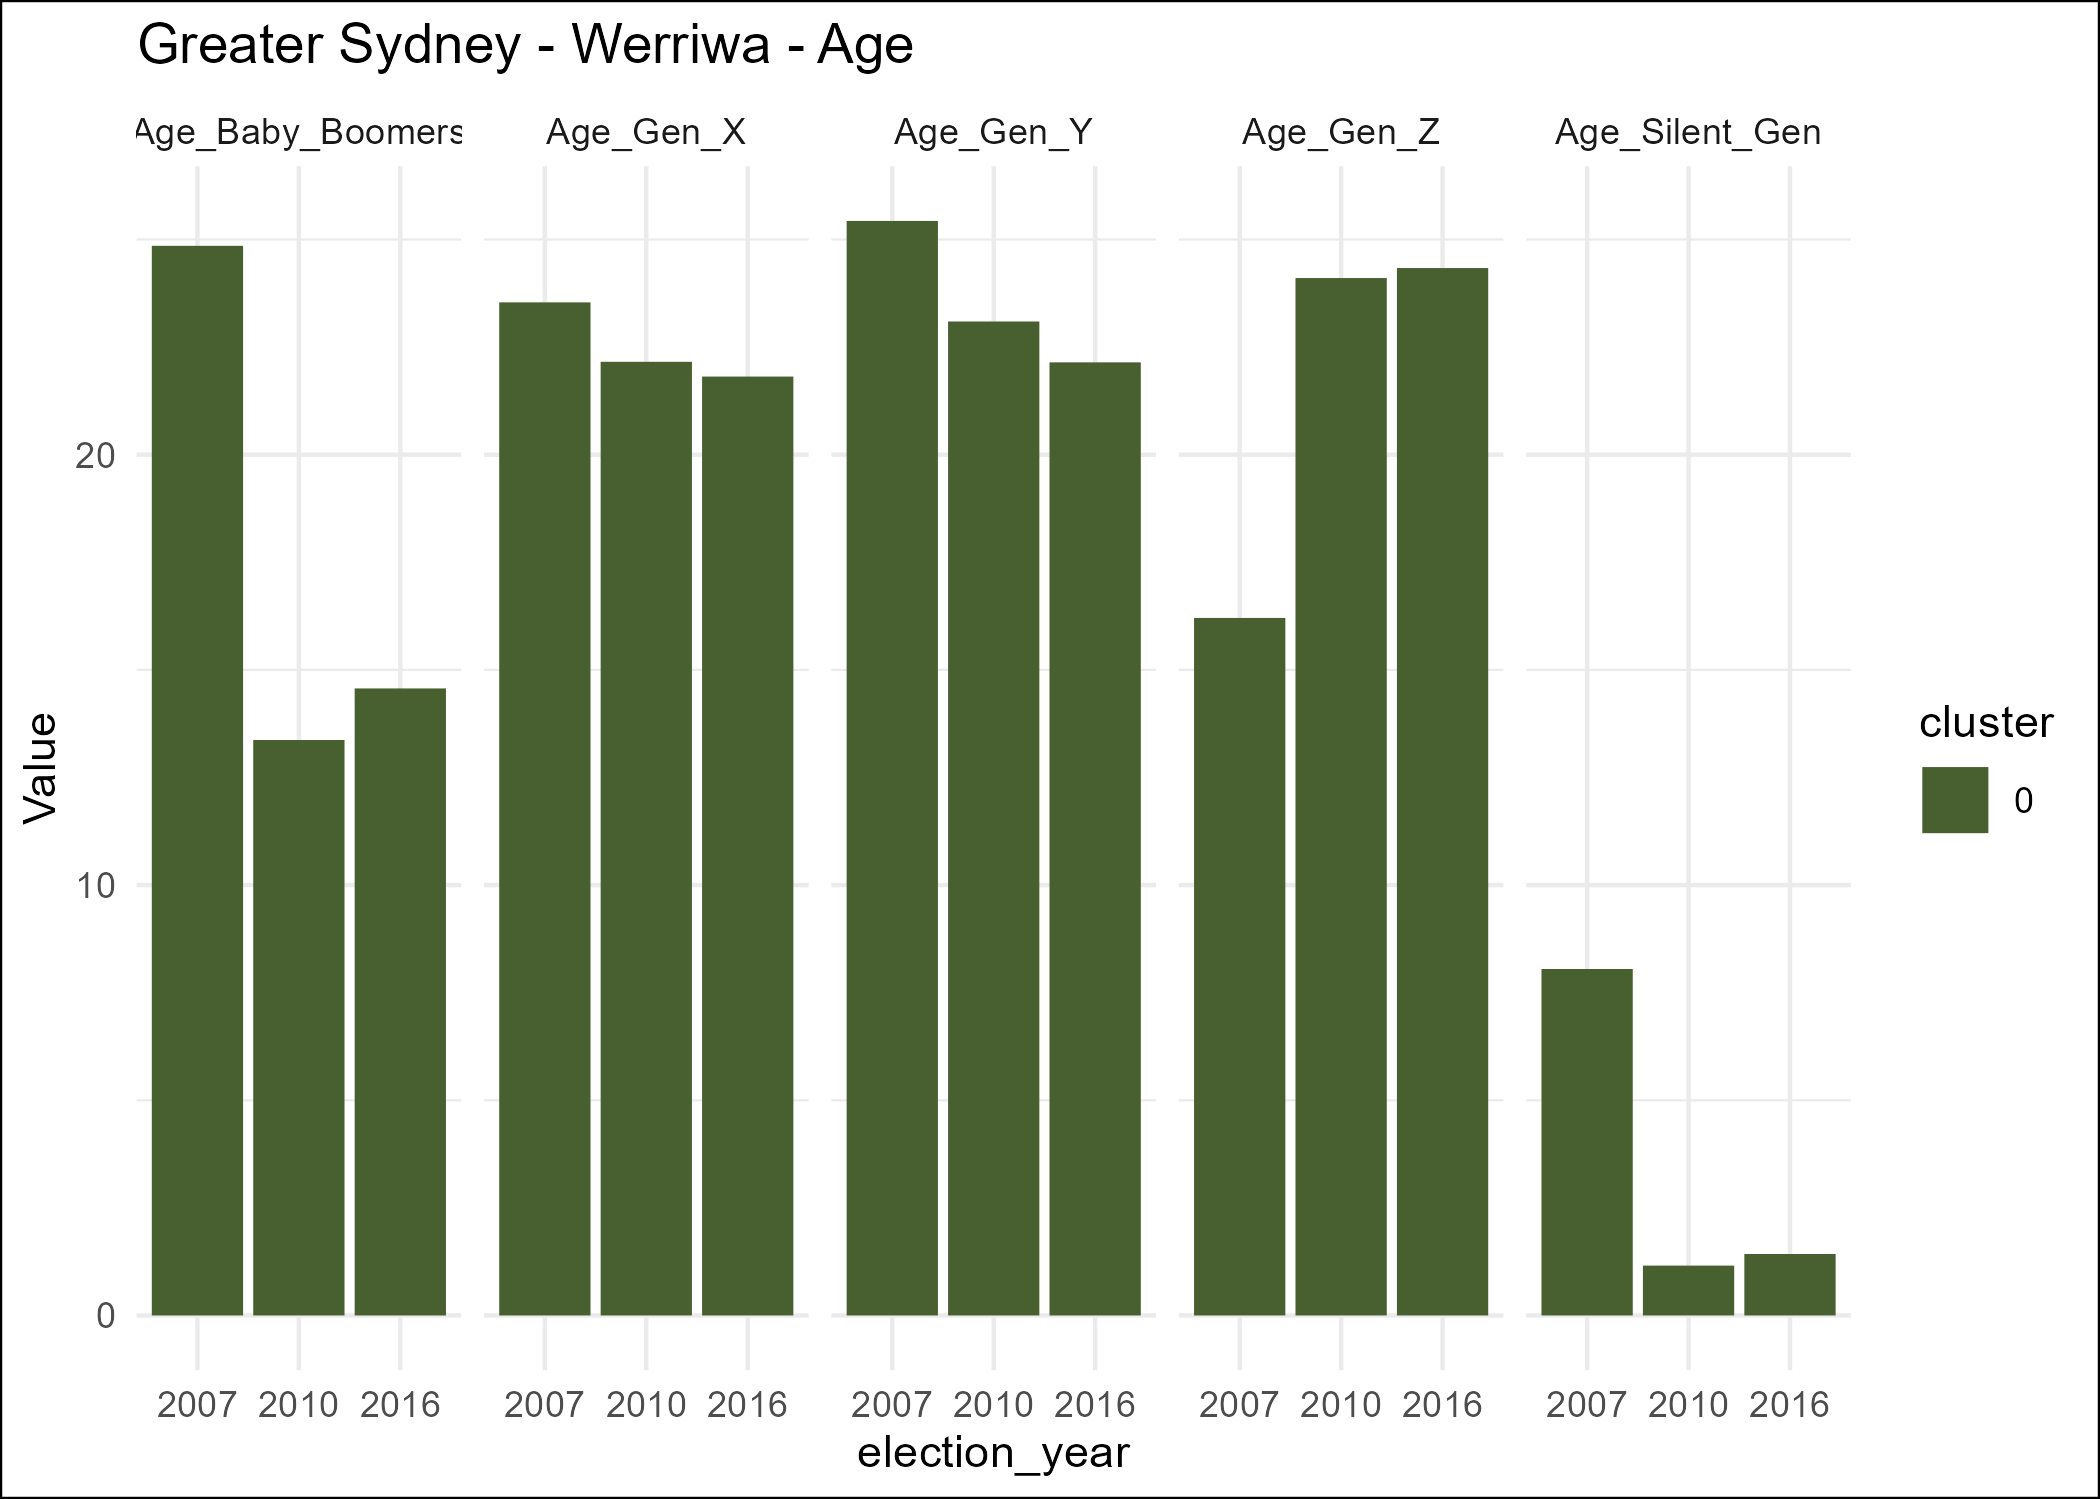 Greater Sydney - Werriwa - Age
Age_Baby_Boomers Age_Gen_X Age_Gen_Y Age_Gen_Z Age_Silent_Gen
20
10
0
Value
2007 2010 2016 2007 2010 2016 2007 2010 2016 2007 2010 2016 2007 2010 2016
election_year
cluster
0